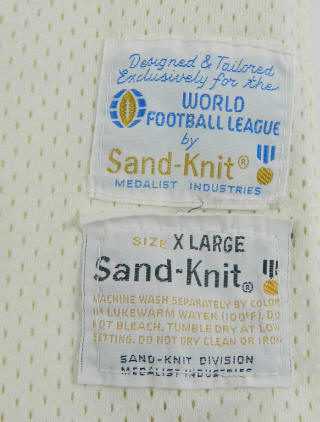 Designed & Tailored
Exclusively for the
WORLD
FOOTBALL LEAGUE
by
Sand-Knit®
MEDALIST INDUSTRIES
SIZE X LARGE
Sand-Knit®
MACHINE WASH SEPARATELY BY COLOR
IN LUKEWARM WATER (100°F). DO
NOT BLEACH. TUMBLE DRY AT LOW
SETTING. DO NOT DRY CLEAN OR IRON
SAND-KNIT DIVISION
MEDALIST INDUSTRIES